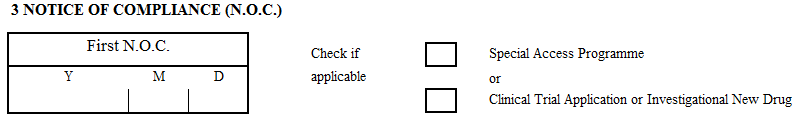 3 NOTICE OF COMPLIANCE (N.O.C.)
First N.O.C.
Y M D
Check if
applicable
Special Access Programme
or
Clinical Trial Application or Investigational New Drug